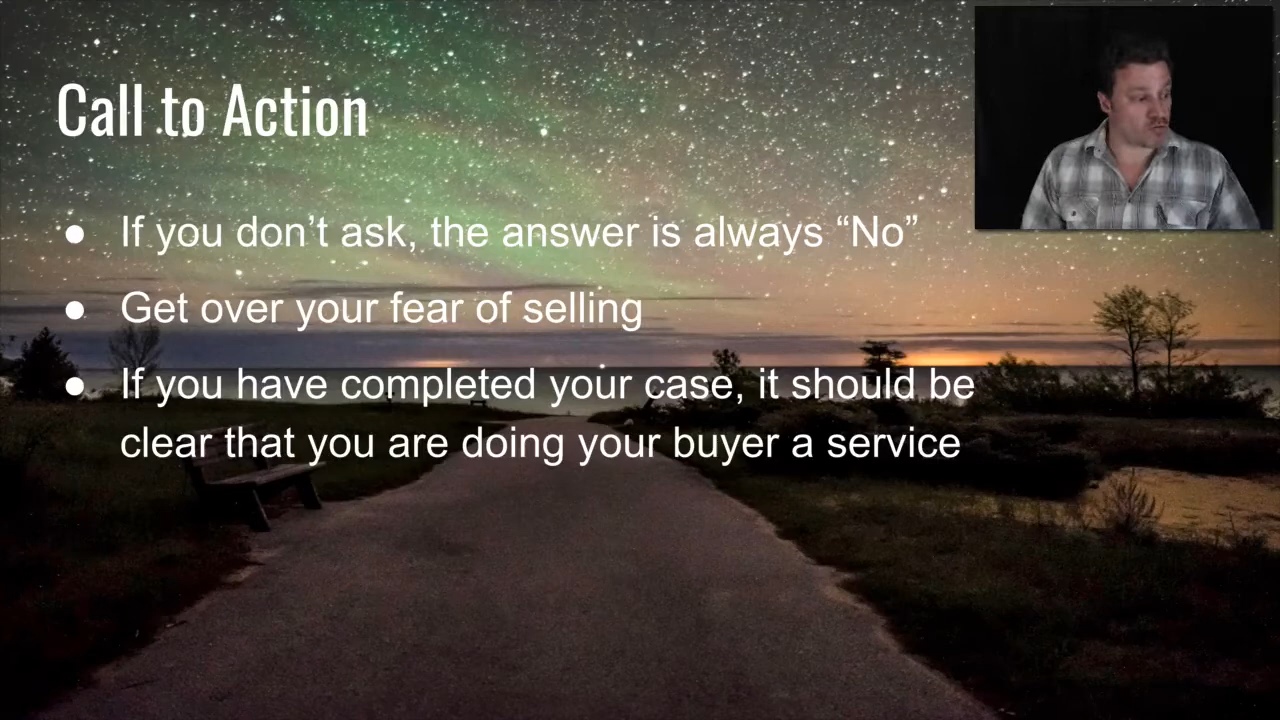 Call to Action
● If you don’t ask, the answer is always “No”
● Get over your fear of selling
● If you have completed your case, it should be
clear that you are doing your buyer a service